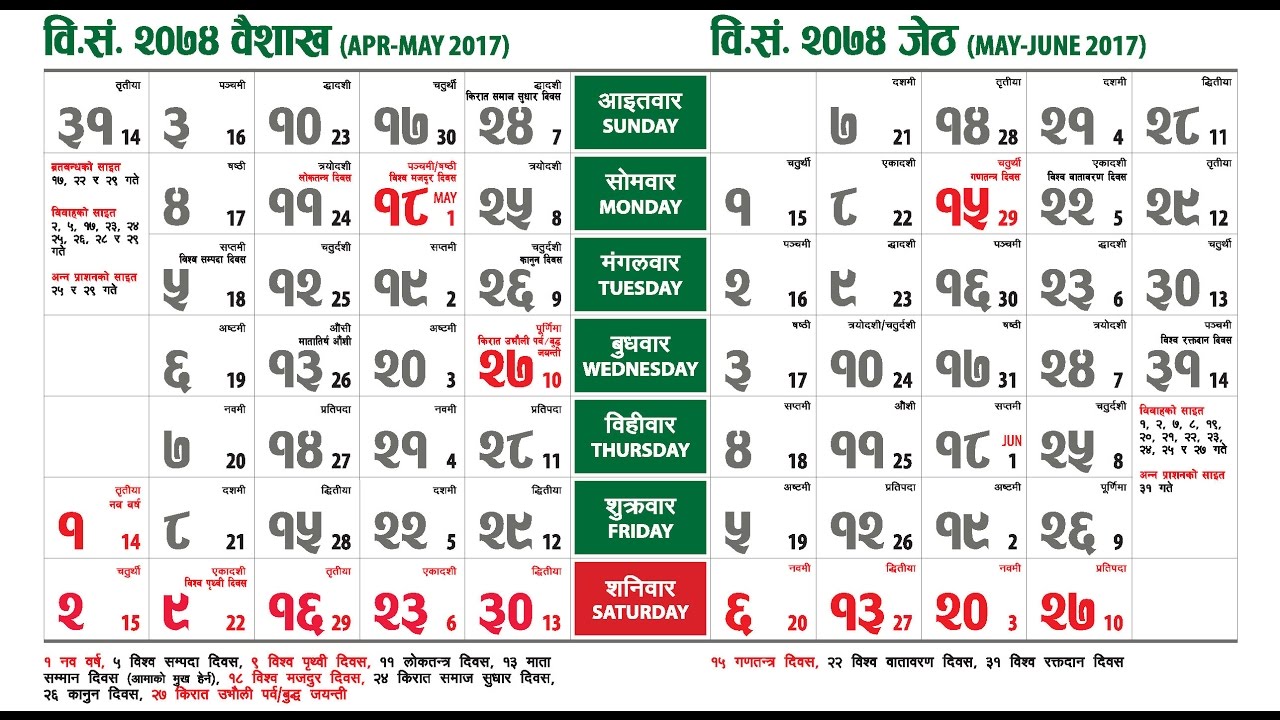 वि.सं. २०७४ वैशाख (APR-MAY 2017)
वि.सं. २०७४ जेठ (MAY-JUNE 2017)
तृतीया पञ्चमी द्धादशी चतुर्थी द्धादशी
किरात समाज सुधार दिवस
३१ 14 ३ 16 १० 23 १७ 30 २४ 7
आइतवार
SUNDAY
दशमी तृतीया दशमी द्धितीया
७ 21 १४ 28 २१ 4 २८ 11
ब्रतबन्धको साइत
१७, २२ र २९ गते
विवाहको साइत
२, ५, १७, २३, २४
२५, २६, २८ र २९
गते
अन्न प्राशनको साइत
२५ र २९ गते
षष्ठी त्रयोदशी पञ्चमी/षष्ठी त्रयोदशी
लोकतन्त्र दिवस विश्व मजदुर दिवस
४ 17 ११ 24 १८ MAY 1 २५ 8
सोमवार
MONDAY
चतुर्थी एकादशी चतुर्थी एकादशी तृतीया
गणतन्त्र दिवस विश्व वातावरण दिवस
१ 15 ८ 22 १५ 29 २२ 5 २९ 12
सप्तमी चतुर्दशी सप्तमी चतुर्दशी
विश्व सम्पदा दिवस कानुन दिवस
५ 18 १२ 25 १९ 2 २६ 9
मंगलवार
TUESDAY
पञ्चमी द्धादशी पञ्चमी द्धादशी चतुर्थी
२ 16 ९ 23 १६ 30 २३ 6 ३० 13
अष्टमी औंसी अष्टमी पूर्णिमा
मातातिर्थ औंशी किरात उभौली पर्व/बुद्ध
जयन्ती
६ 19 १३ 26 २० 3 २७ 10
बुधवार
WEDNESDAY
षष्ठी त्रयोदशी/चतुर्दशी षष्ठी त्रयोदशी पञ्चमी
विश्व रक्तदान दिवस
३ 17 १० 24 १७ 31 २४ 7 ३१ 14
नवमी प्रतिपदा नवमी प्रतिपदा
७ 20 १४ 27 २१ 4 २८ 11
विहीवार
THURSDAY
सप्तमी औंशी सप्तमी चतुर्दशी
४ 18 ११ 25 १८ JUN 1 २५ 8
विवाहको साइत
१, २, ७, ८, १९,
२०, २१, २२, २३,
२४, २५ र २७ गते
अन्न प्राशनको साइत
३१ गते
तृतीया दशमी द्वितीया दशमी द्वितीया
नव वर्ष
१ 14 ८ 21 १५ 28 २२ 5 २९ 12
शुक्रवार
FRIDAY
अष्टमी प्रतिपदा अष्टमी पूर्णिमा
५ 19 १२ 26 १९ 2 २६ 9
चतुर्थी एकादशी तृतीया एकादशी द्वितीया
विश्व पृथ्वी दिवस
२ 15 ९ 22 १६ 29 २३ 6 ३० 13
शनिवार
SATURDAY
नवमी द्वितीया नवमी प्रतिपदा
६ 20 १३ 27 २० 3 २७ 10
१ नव वर्ष, ५ विश्व सम्पदा दिवस, ९ विश्व पृथ्वी दिवस, ११ लोकतन्त्र दिवस, १३ माता
सम्मान दिवस (आमाको मुख हेर्न), १८ विश्व मजदुर दिवस, २४ किरात समाज सुधार दिवस,
२६ कानुन दिवस, २७ किरात उभौली पर्व/बुद्ध जयन्ती
१५ गणतन्त्र दिवस, २२ विश्व वातावरण दिवस, ३१ विश्व रक्तदान दिवस